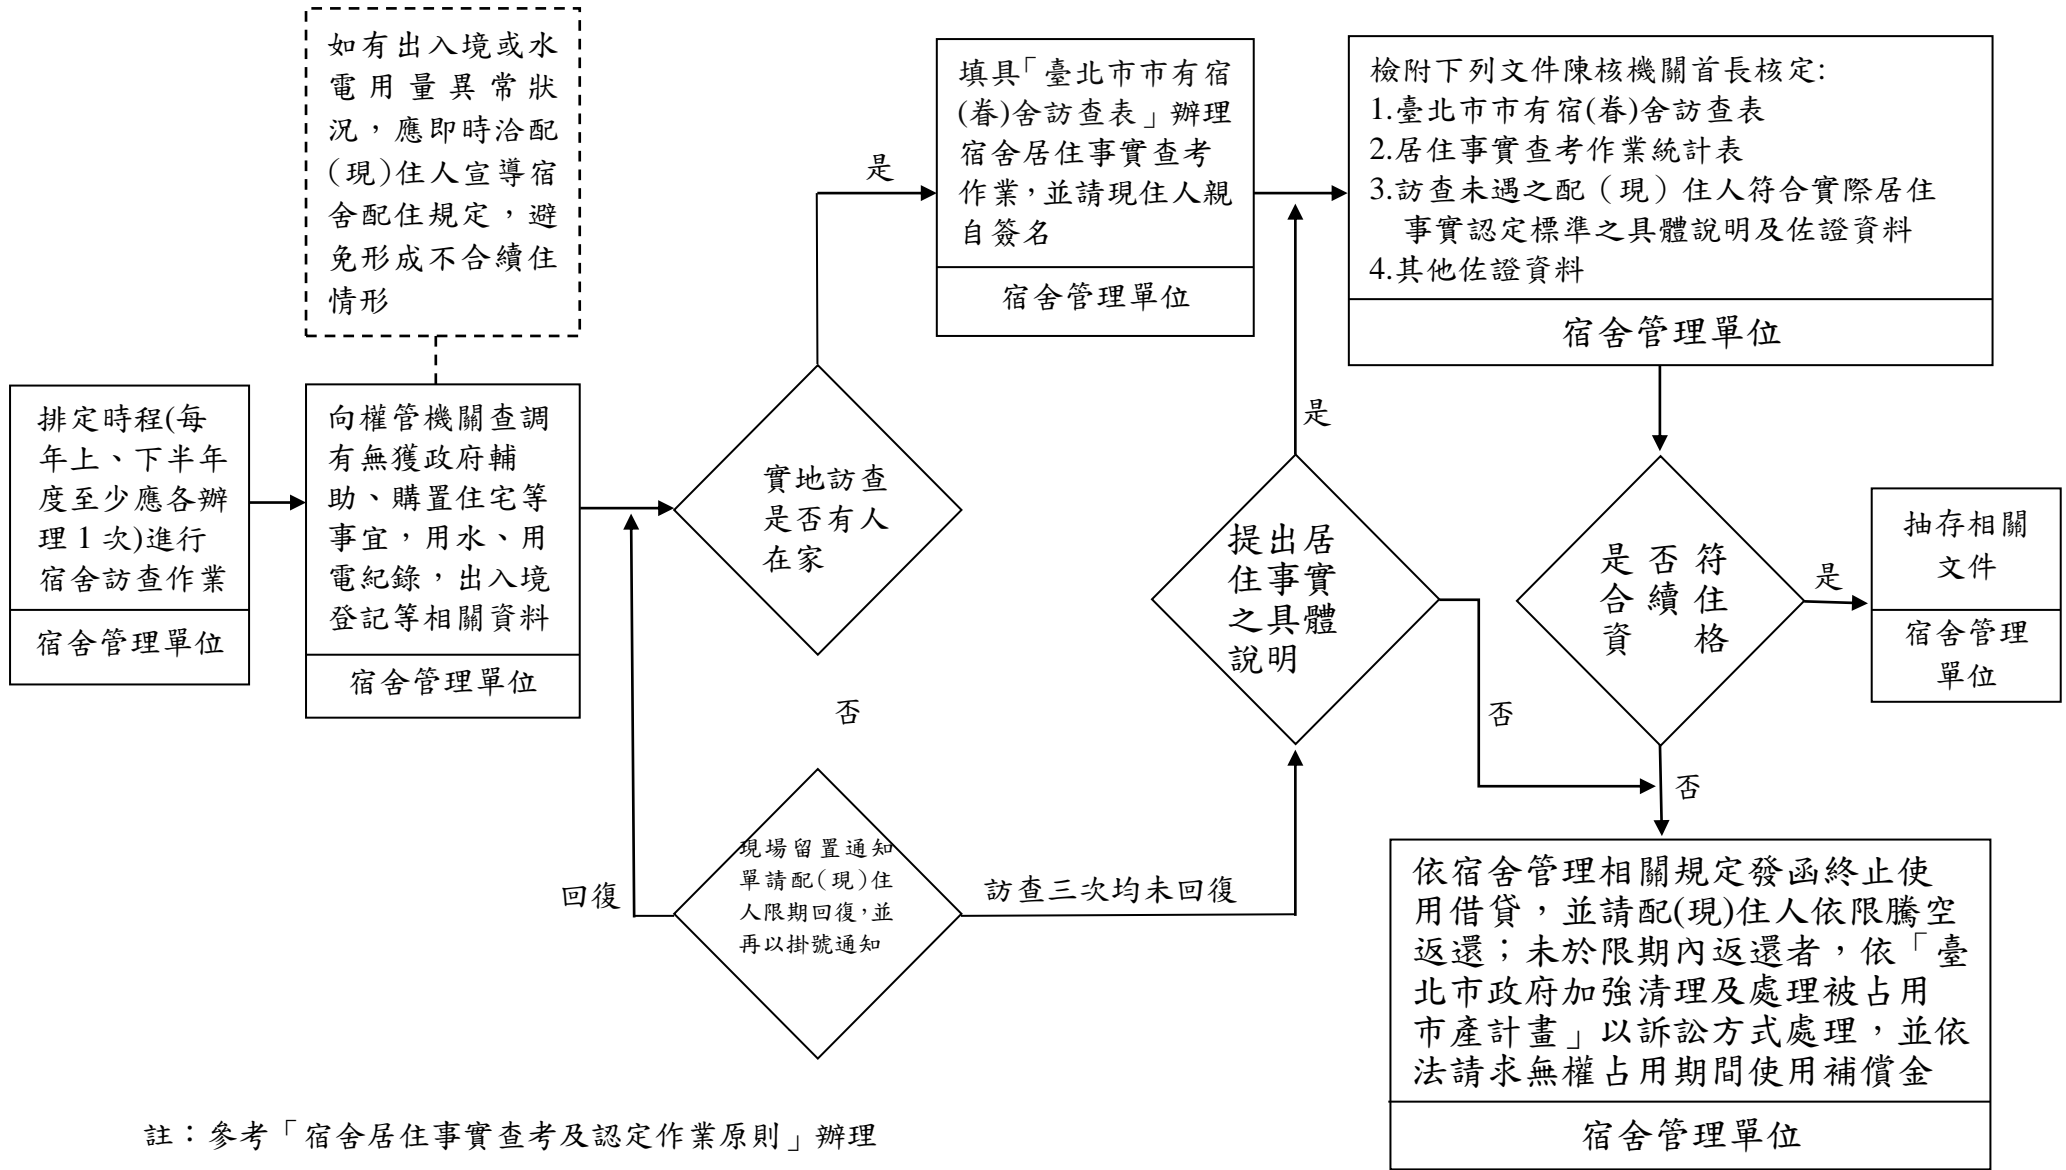 如有出入境或水
電用量異常狀
況，應即時洽配
(現)住人宣導宿
舍配住規定，避
免形成不合續住
情形
排定時程(每
年上、下半年
度至少應各辦
理 1 次)進行
宿舍訪查作業
宿舍管理單位
向權管機關查調
有無獲政府輔
助、購置住宅等
事宜，用水、用
電紀錄，出入境
登記等相關資料
宿舍管理單位
實地訪查
是否有人
在家
是
否
填具「臺北市市有宿
(眷)舍訪查表」辦理
宿舍居住事實查考
作業，並請現住人親
自簽名
宿舍管理單位
現場留置通知
單請配(現)住
人限期回復，並
再以掛號通知
回復
訪查三次均未回復
提出居
住事實
之具體
說明
是
否
檢附下列文件陳核機關首長核定:
1.臺北市市有宿(眷)舍訪查表
2.居住事實查考作業統計表
3.訪查未遇之配（現）住人符合實際居住
事實認定標準之具體說明及佐證資料
4.其他佐證資料
宿舍管理單位
是否符
合續住
資格
是
否
抽存相關
文件
宿舍管理
單位
依宿舍管理相關規定發函終止使
用借貸，並請配(現)住人依限騰空
返還；未於限期內返還者，依「臺
北市政府加強清理及處理被占用
市產計畫」以訴訟方式處理，並依
法請求無權占用期間使用補償金
宿舍管理單位
註：參考「宿舍居住事實查考及認定作業原則」辦理